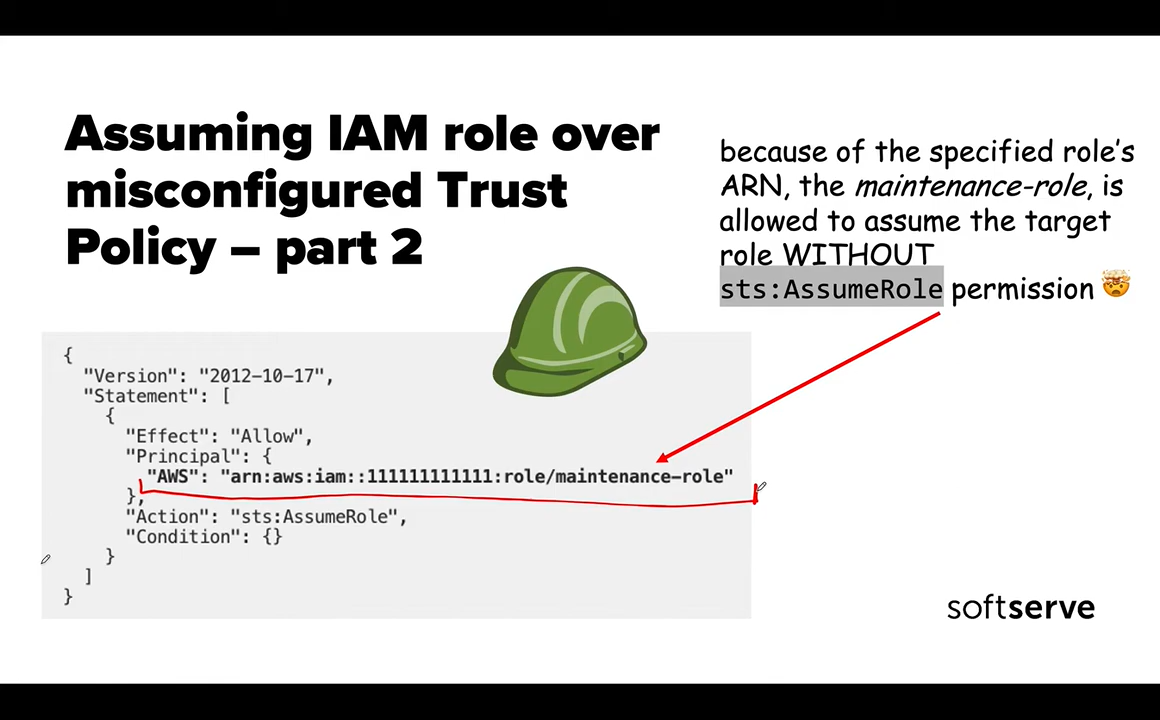 Assuming IAM role over
misconfigured Trust
Policy – part 2
because of the specified role's
ARN, the maintenance-role, is
allowed to assume the target
role WITHOUT
sts:AssumeRole permission 🤯
{
"Version": "2012-10-17",
"Statement": [
{
"Effect": "Allow",
"Principal": {
"AWS": "arn:aws:iam::111111111111:role/maintenance-role"
},
"Action": "sts:AssumeRole",
"Condition": {}
}
]
}
softserve